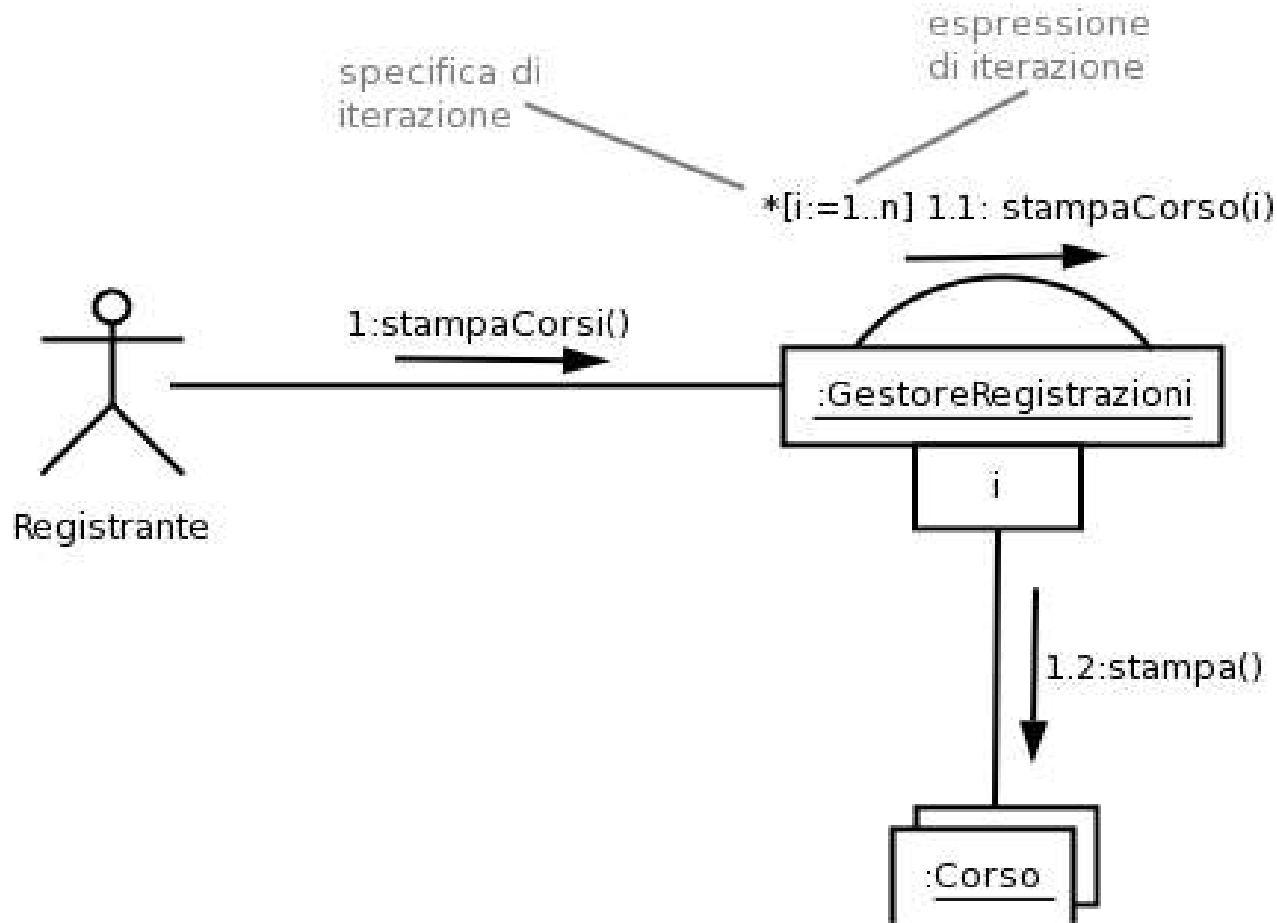 espressione
di iterazione
specifica di
iterazione
*[i:=1..n] 1.1: stampaCorso(i)
1:stampaCorsi()
:GestoreRegistrazioni
i
Registrante
1.2:stampa()
:Corso